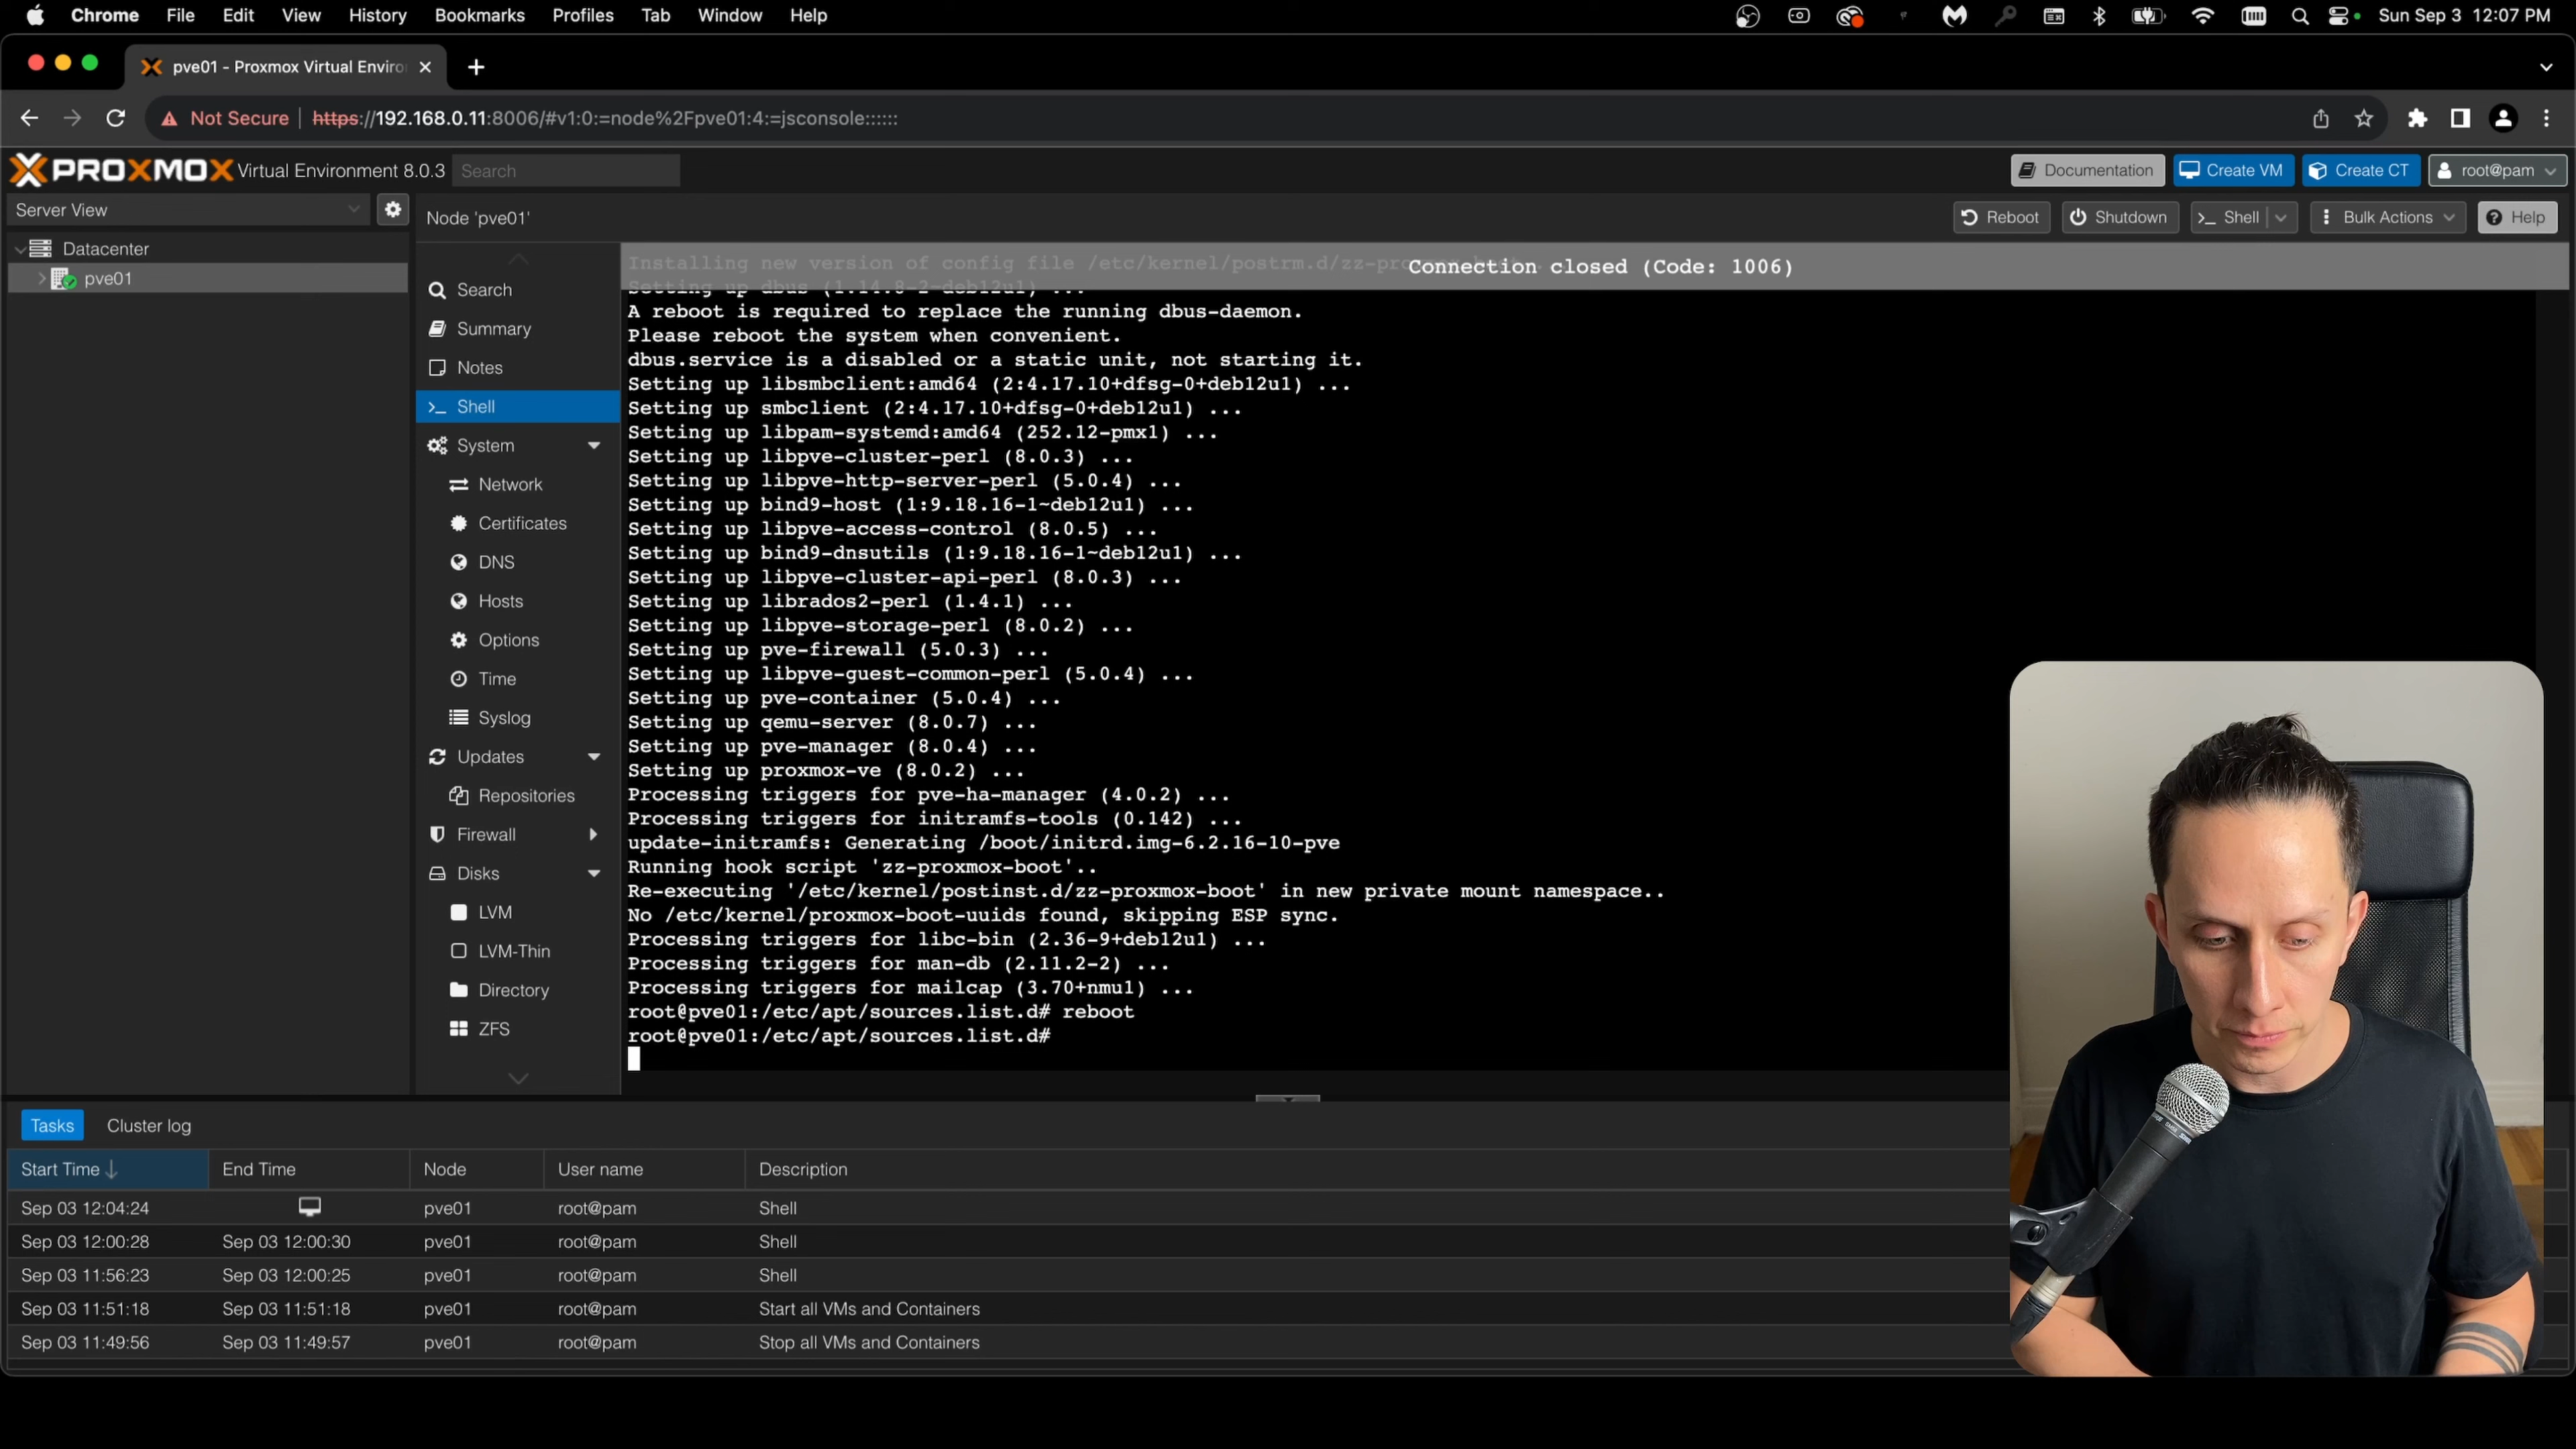 Chrome File Edit View History Bookmarks Profiles Tab Window Help Sun Sep 3 12:07 PM
pve01 - Proxmox Virtual Enviro
Not Secure https://192.168.0.11:8006/#v1:0:=node%2Fpve01:4:=jsconsole::::::
PROXMOX Virtual Environment 8.0.3 Search Documentation Create VM Create CT root@pam
Server View
Node 'pve01' Reboot Shutdown Shell Bulk Actions Help
Datacenter
pve01
Search
Summary
Notes
Shell
System
Network
Certificates
DNS
Hosts
Options
Time
Syslog
Updates
Repositories
Firewall
Disks
LVM
LVM-Thin
Directory
ZFS
Connection closed (Code: 1006)
Installing new version of config file /etc/kernel/postrm.d/zz-proxmox-boot
Setting up dbus (1.14.8-2~deb12u1) ...
A reboot is required to replace the running dbus-daemon.
Please reboot the system when convenient.
dbus.service is a disabled or a static unit, not starting it.
Setting up libsmbclient:amd64 (2:4.17.10+dfsg-0+deb12u1) ...
Setting up smbclient (2:4.17.10+dfsg-0+deb12u1) ...
Setting up libpam-systemd:amd64 (252.12-pmx1) ...
Setting up libpve-cluster-perl (8.0.3) ...
Setting up libpve-http-server-perl (5.0.4) ...
Setting up bind9-host (1:9.18.16-1~deb12u1) ...
Setting up libpve-access-control (8.0.5) ...
Setting up bind9-dnsutils (1:9.18.16-1~deb12u1) ...
Setting up libpve-cluster-api-perl (8.0.3) ...
Setting up librados2-perl (1.4.1) ...
Setting up libpve-storage-perl (8.0.2) ...
Setting up pve-firewall (5.0.3) ...
Setting up libpve-guest-common-perl (5.0.4) ...
Setting up pve-container (5.0.4) ...
Setting up qemu-server (8.0.7) ...
Setting up pve-manager (8.0.4) ...
Setting up proxmox-ve (8.0.2) ...
Processing triggers for pve-ha-manager (4.0.2) ...
Processing triggers for initramfs-tools (0.142) ...
update-initramfs: Generating /boot/initrd.img-6.2.16-10-pve
Running hook script 'zz-proxmox-boot'..
Re-executing '/etc/kernel/postinst.d/zz-proxmox-boot' in new private mount namespace..
No /etc/kernel/proxmox-boot-uuids found, skipping ESP sync.
Processing triggers for libc-bin (2.36-9+deb12u1) ...
Processing triggers for man-db (2.11.2-2) ...
Processing triggers for mailcap (3.70+nmu1) ...
root@pve01:/etc/apt/sources.list.d# reboot
root@pve01:/etc/apt/sources.list.d#
Tasks Cluster log
Start Time End Time Node User name Description
Sep 03 12:04:24 pve01 root@pam Shell
Sep 03 12:00:28 Sep 03 12:00:30 pve01 root@pam Shell
Sep 03 11:56:23 Sep 03 12:00:25 pve01 root@pam Shell
Sep 03 11:51:18 Sep 03 11:51:18 pve01 root@pam Start all VMs and Containers
Sep 03 11:49:56 Sep 03 11:49:57 pve01 root@pam Stop all VMs and Containers